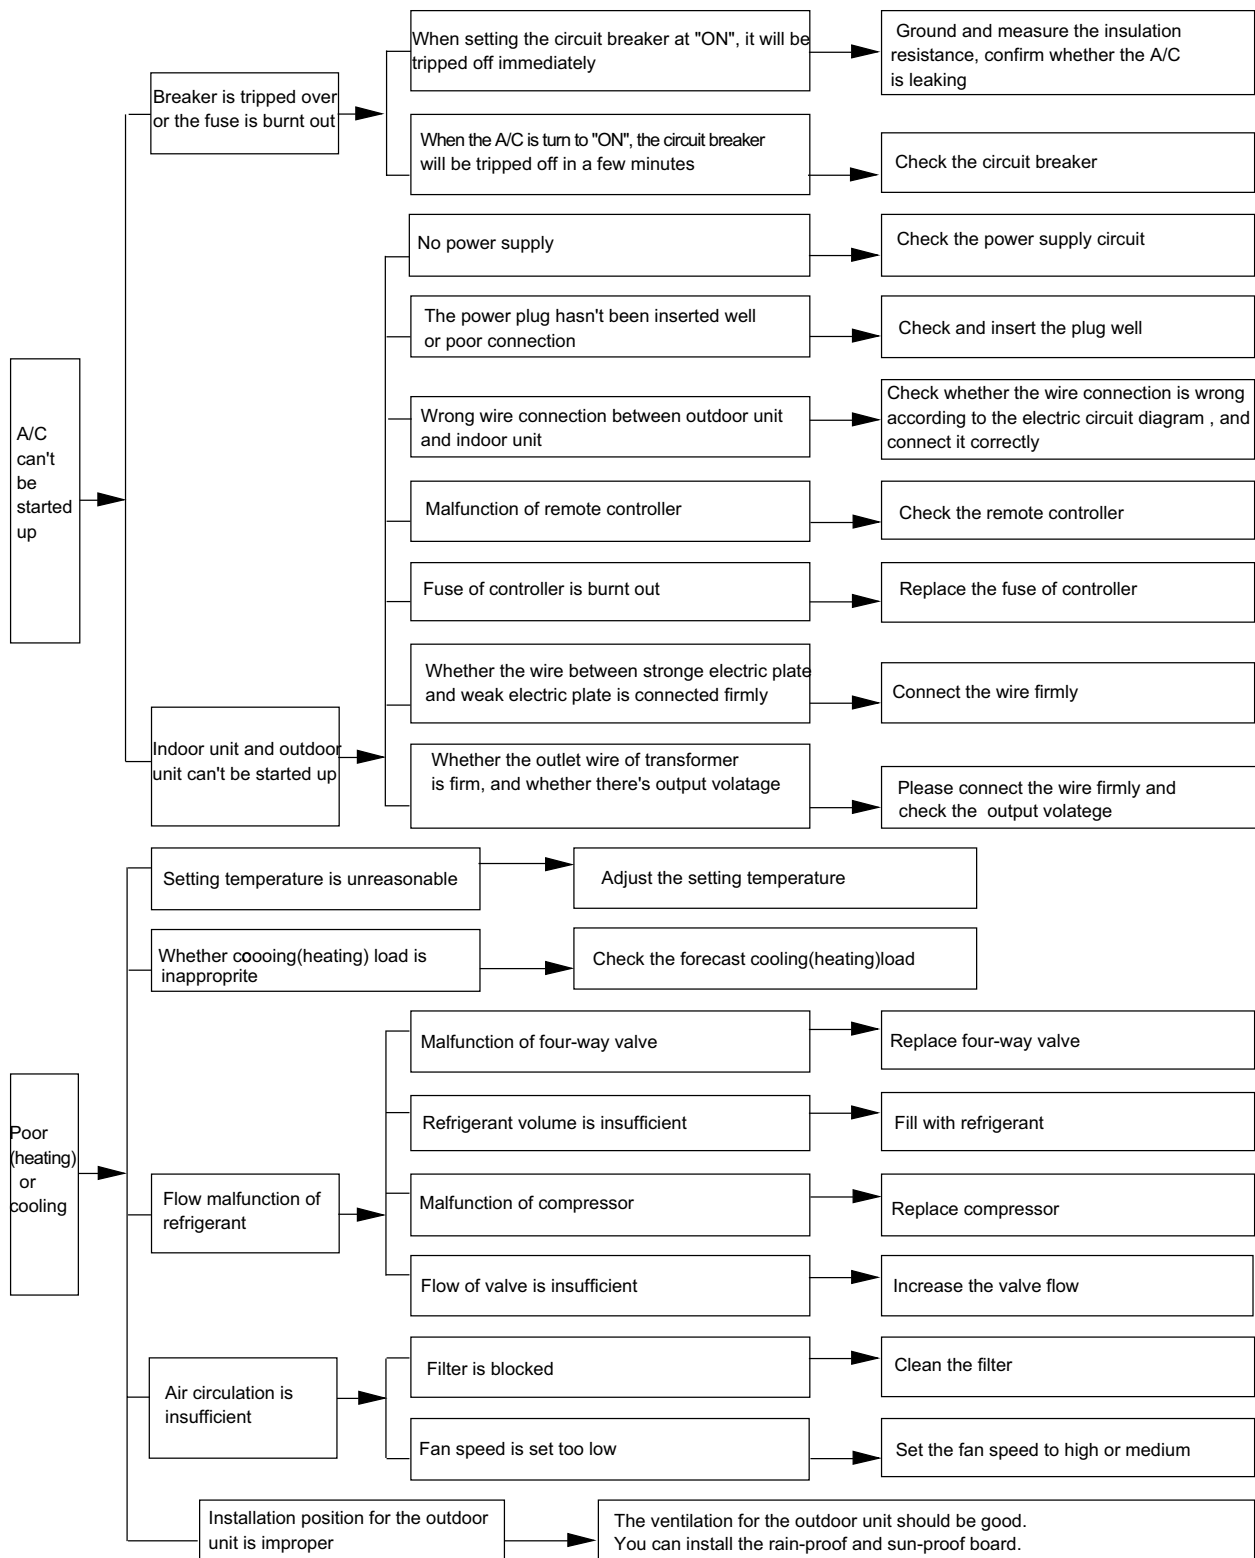 A/C
can't
be
started
up
Breaker is tripped over
or the fuse is burnt out
When setting the circuit breaker at "ON", it will be
tripped off immediately
Ground and measure the insulation
resistance, confirm whether the A/C
is leaking
When the A/C is turn to "ON", the circuit breaker
will be tripped off in a few minutes
Check the circuit breaker
Indoor unit and outdoor
unit can't be started up
No power supply
Check the power supply circuit
The power plug hasn't been inserted well
or poor connection
Check and insert the plug well
Wrong wire connection between outdoor unit
and indoor unit
Check whether the wire connection is wrong
according to the electric circuit diagram , and
connect it correctly
Malfunction of remote controller
Check the remote controller
Fuse of controller is burnt out
Replace the fuse of controller
Whether the wire between stronge electric plate
and weak electric plate is connected firmly
Connect the wire firmly
Whether the outlet wire of transformer
is firm, and whether there's output volatage
Please connect the wire firmly and
check the output volatege
Poor
(heating)
or
cooling
Setting temperature is unreasonable
Adjust the setting temperature
Whether coooing(heating) load is
inapproprite
Check the forecast cooling(heating)load
Flow malfunction of
refrigerant
Malfunction of four-way valve
Replace four-way valve
Refrigerant volume is insufficient
Fill with refrigerant
Malfunction of compressor
Replace compressor
Flow of valve is insufficient
Increase the valve flow
Air circulation is
insufficient
Filter is blocked
Clean the filter
Fan speed is set too low
Set the fan speed to high or medium
Installation position for the outdoor
unit is improper
The ventilation for the outdoor unit should be good.
You can install the rain-proof and sun-proof board.